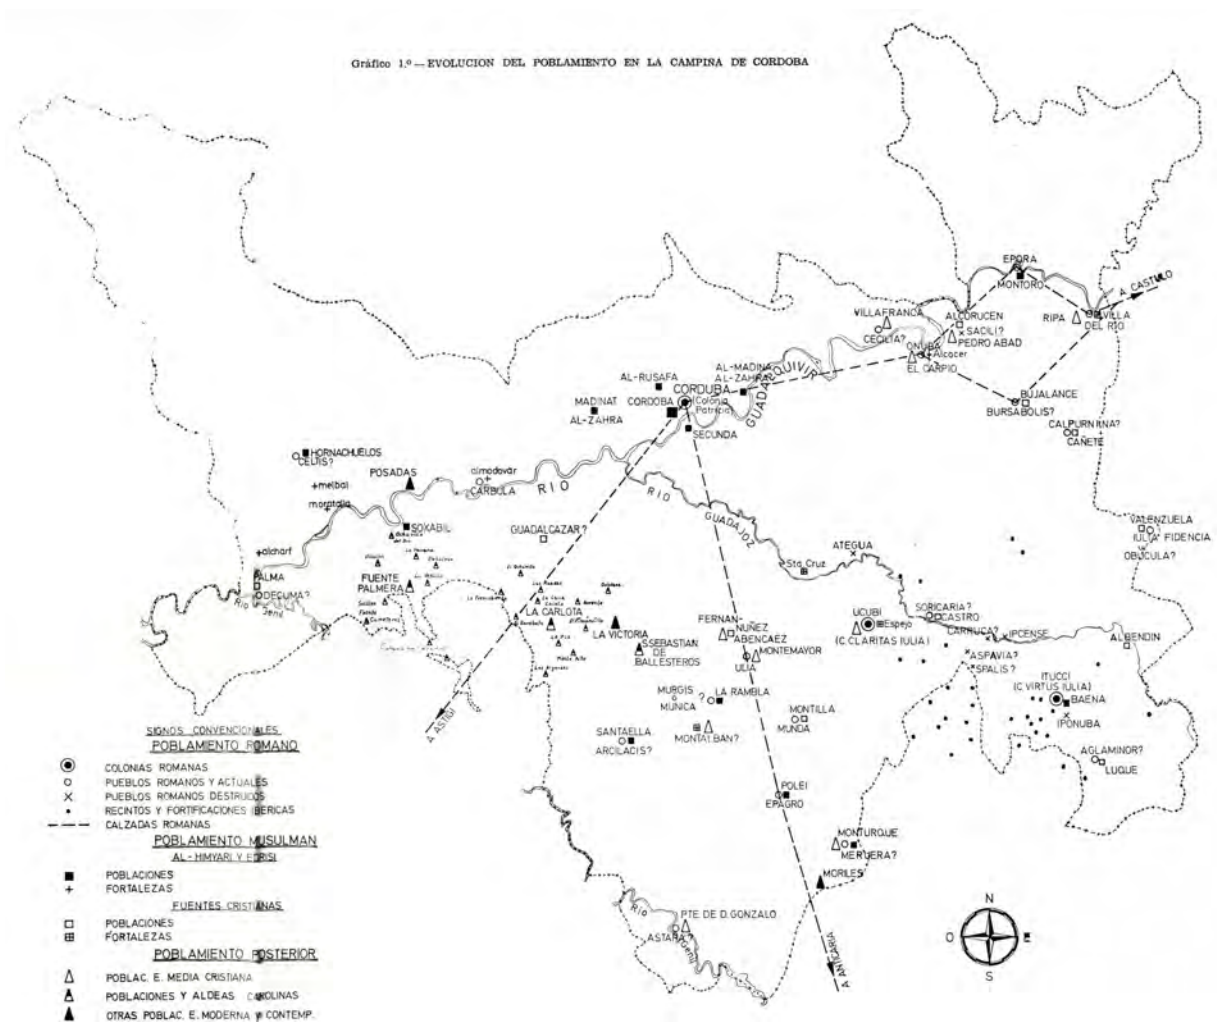 Gráfico 1.º — EVOLUCION DEL POBLAMIENTO EN LA CAMPIÑA DE CORDOBA
EPORA
MONTORO
A CASTULO
VILLAFRANCA
CECILIA?
ALCORUCEN
SACILI?
PEDRO ABAD
RIPA
VILLA
DEL RIO
ONUBA
Alcocer
EL CARPIO
AL-MADINA
AL-ZAHRA
GUADALQUIVIR
AL-RUSAFA
CORDUBA
(Colonia
Patricia)
CORDOBA
MADINAT
AL-ZAHRA
SECUNDA
BUJALANCE
BURSABOLIS?
CALPURNINA?
CAÑETE
HORNACHUELOS
CELTIS?
melbal
moratalla
POSADAS
almodovár
CARBULA
RIO
RIO
GUADAJOZ
SOXABIL
GUADALCAZAR?
VALENZUELA
IULIA FIDENCIA
OBUCULA?
alcharf
PALMA
DECUMA?
Rio
Genil
FUENTE
PALMERA
ATEGUA
Sta Cruz
LA CARLOTA
LA VICTORIA
S.SEBASTIAN
DE
BALLESTEROS
FERNAN-
NUÑEZ
ABENCAEZ
MONTEMAYOR
ULIA
UCUBI
Espejo
(C. CLARITAS IULIA)
SORICARIA?
CASTRO
CARRUCA?
IPCENSE
ASPAVIA?
SPALIS?
ALBENDIN
ITUCCI
(C. VIRTUS IULIA)
BAENA
IPONUBA
AGLAMINOR?
LUQUE
A ASTIGI
MURGIS
o
MUNICA
?
LA RAMBLA
MONTALBAN?
MONTILLA
MUNDA
SANTAELLA
ARCILACIS?
POLEI
EPAGRO
MONTURQUE
MERUERA?
MORILES
Rio
Genil
PTE. DE D. GONZALO
ASTAPA?
A ANTICARIA
N
O
E
S
SIGNOS CONVENCIONALES
POBLAMIENTO ROMANO
COLONIAS ROMANAS
PUEBLOS ROMANOS Y ACTUALES
PUEBLOS ROMANOS DESTRUIDOS
RECINTOS Y FORTIFICACIONES IBERICAS
CALZADAS ROMANAS
POBLAMIENTO MUSULMAN
AL-HIMYARI Y EDRISI
POBLACIONES
FORTALEZAS
FUENTES CRISTIANAS
POBLACIONES
FORTALEZAS
POBLAMIENTO POSTERIOR
POBLAC. E. MEDIA CRISTIANA
POBLACIONES Y ALDEAS CAROLINAS
OTRAS POBLAC. E. MODERNA Y CONTEMP.